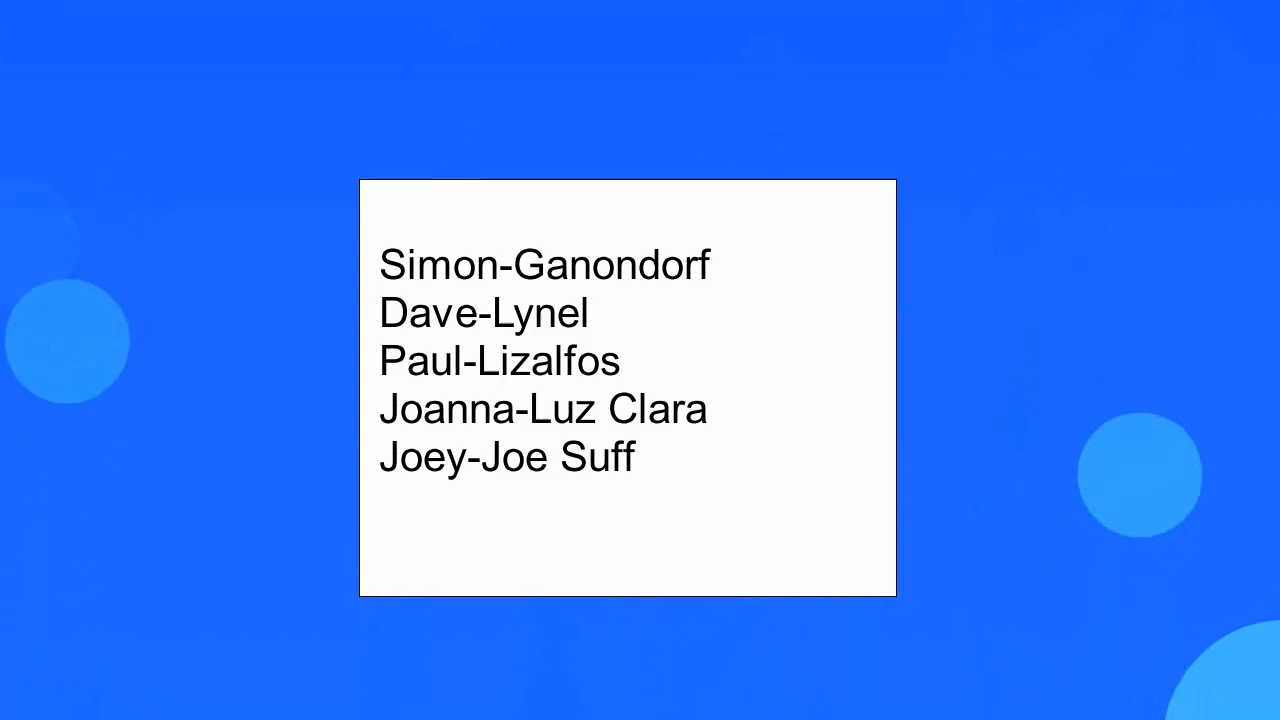 Simon-Ganondorf
Dave-Lynel
Paul-Lizalfos
Joanna-Luz Clara
Joey-Joe Suff